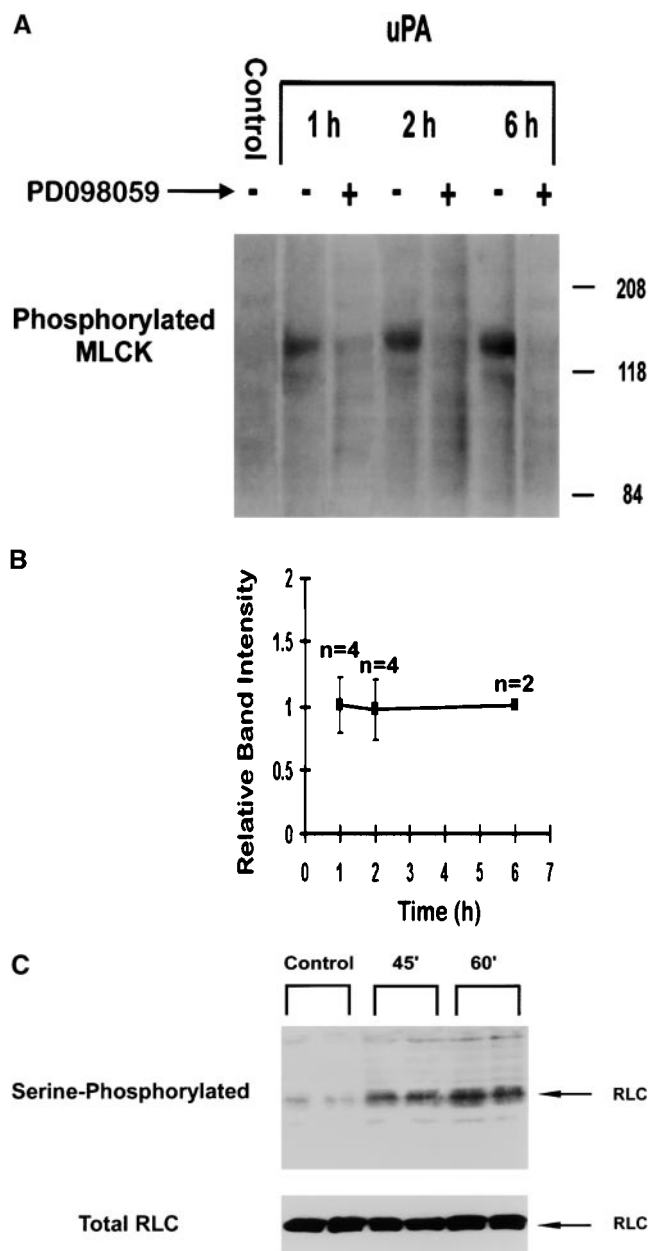 A
uPA
Control
1 h 2 h 6 h
PD098059 - - + - + - +
Phosphorylated
MLCK
208
118
84
B
Relative Band Intensity
2
1.5
1
0.5
0
n=4
n=4
n=2
0 1 2 3 4 5 6 7
Time (h)
C
Control 45' 60'
Serine-Phosphorylated RLC
Total RLC RLC